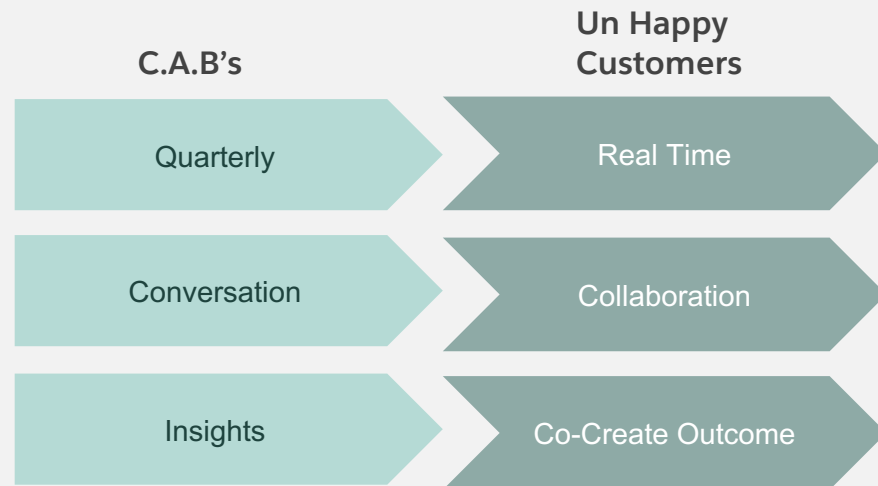 C.A.B's
Un Happy
Customers
Quarterly
Real Time
Conversation
Collaboration
Insights
Co-Create Outcome